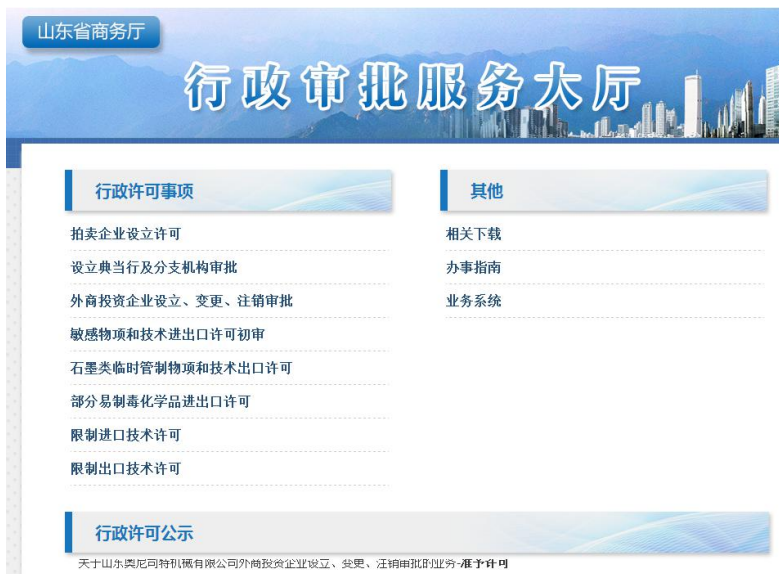 山东省商务厅
行政审批服务大厅
行政许可事项
拍卖企业设立许可
设立典当行及分支机构审批
外商投资企业设立、变更、注销审批
敏感物项和技术进出口许可初审
石墨类临时管制物项和技术出口许可
部分易制毒化学品进出口许可
限制进口技术许可
限制出口技术许可
其他
相关下载
办事指南
业务系统
行政许可公示
关于山东奥尼司特机械有限公司外商投资企业设立、变更、注销审批的业务-准予许可